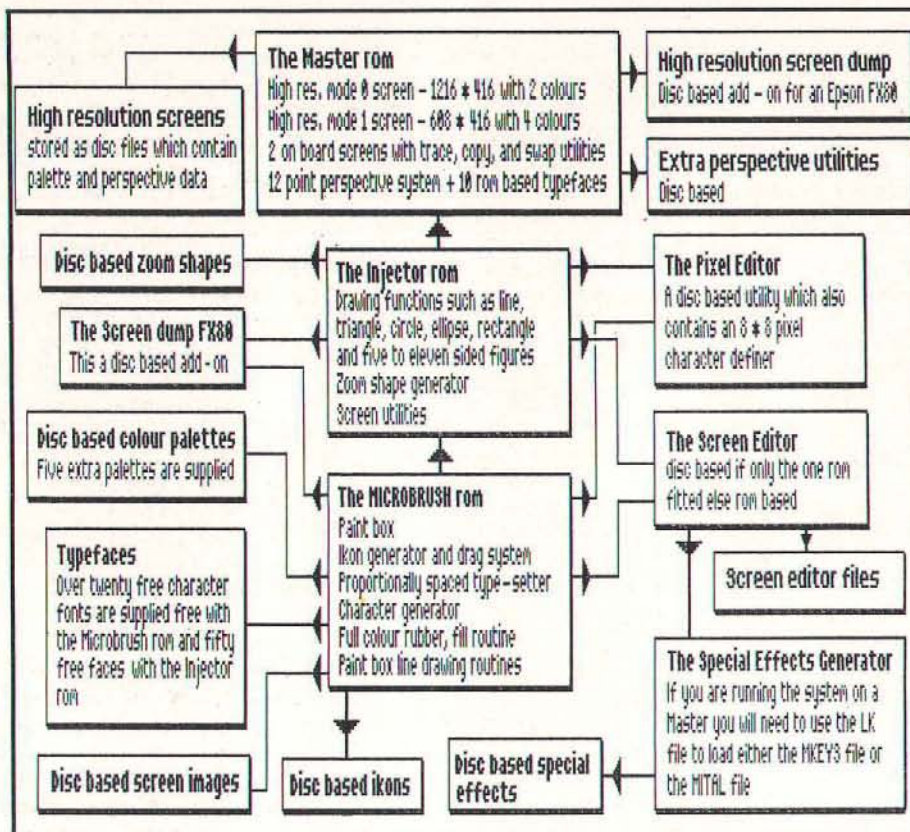 The Master rom
High res. mode 0 screen - 1216 * 416 with 2 colours
High res. mode 1 screen - 608 * 416 with 4 colours
2 on board screens with trace, copy, and swap utilities
12 point perspective system + 10 rom based typefaces
High resolution screen dump
Disc based add - on for an Epson FX80
High resolution screens
stored as disc files which contain
palette and perspective data
Extra perspective utilities
Disc based
Disc based zoom shapes
The Injector rom
Drawing functions such as line,
triangle, circle, ellipse, rectangle
and five to eleven sided figures
Zoom shape generator
Screen utilities
The Pixel Editor
A disc based utility which also
contains an 8 * 8 pixel
character definer
The Screen dump FX80
This a disc based add - on
Disc based colour palettes
Five extra palettes are supplied
The Screen Editor
disc based if only the one rom
fitted else rom based
The MICROBRUSH rom
Paint box
Ikon generator and drag system
Proportionally spaced type-setter
Character generator
Full colour rubber, fill routine
Paint box line drawing routines
Typefaces
Over twenty free character
fonts are supplied free with
the Microbrush rom and fifty
free faces with the Injector
rom
Screen editor files
The Special Effects Generator
If you are running the system on a
Master you will need to use the LK
file to load either the MKEYS file or
the MITAL file
Disc based screen images
Disc based ikons
Disc based special
effects